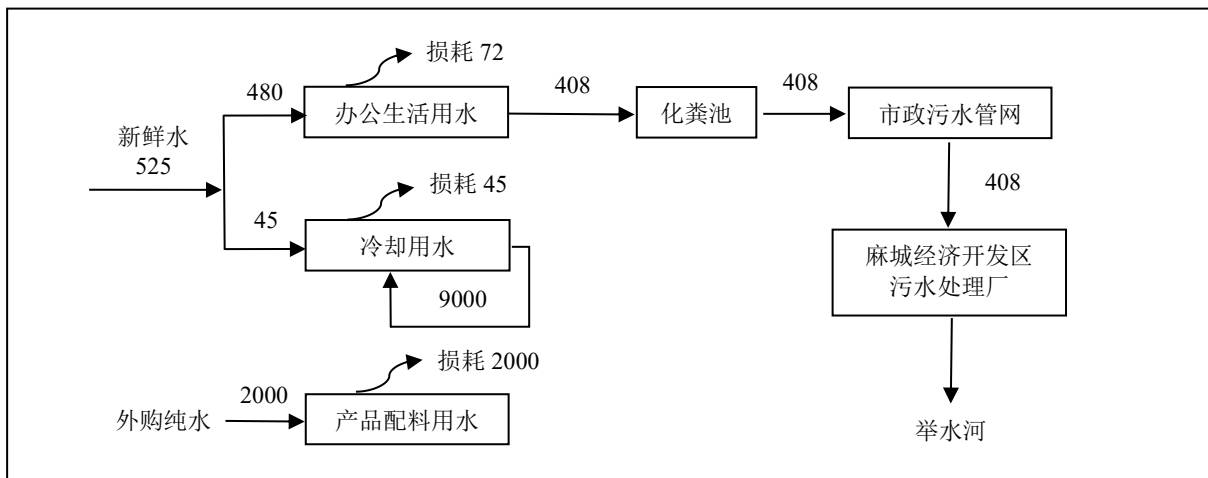 损耗 72
480
办公生活用水
408
化粪池
408
市政污水管网
新鲜水
525
408
损耗 45
45
冷却用水
9000
麻城经济开发区
污水处理厂
损耗 2000
外购纯水
2000
产品配料用水
举水河